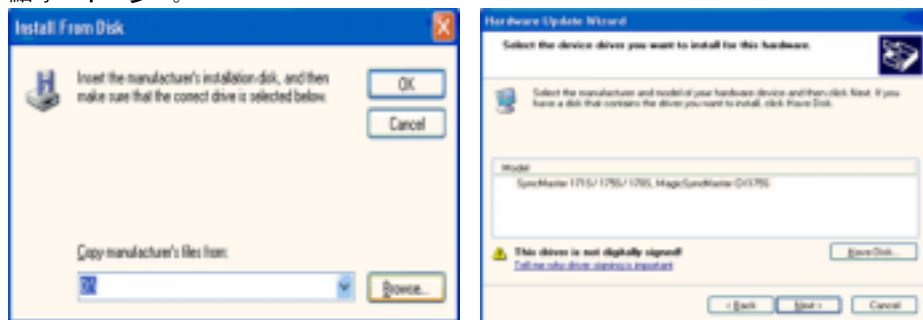 Install From Disk
Insert the manufacturer's installation disk, and then
make sure that the correct drive is selected below.
OK
Cancel
Copy manufacturer's files from:
D:\
Browse...
Hardware Update Wizard
Select the device driver you want to install for this hardware.
Select the manufacturer and model of your hardware device and then click Next. If you
have a disk that contains the driver you want to install, click Have Disk.
Model
SyncMaster 171S/ 175S/ 170S, MagicSyncMaster
This driver is not digitally signed!
Tell me why driver signing is important
Have Disk...
< Back
Next >
Cancel